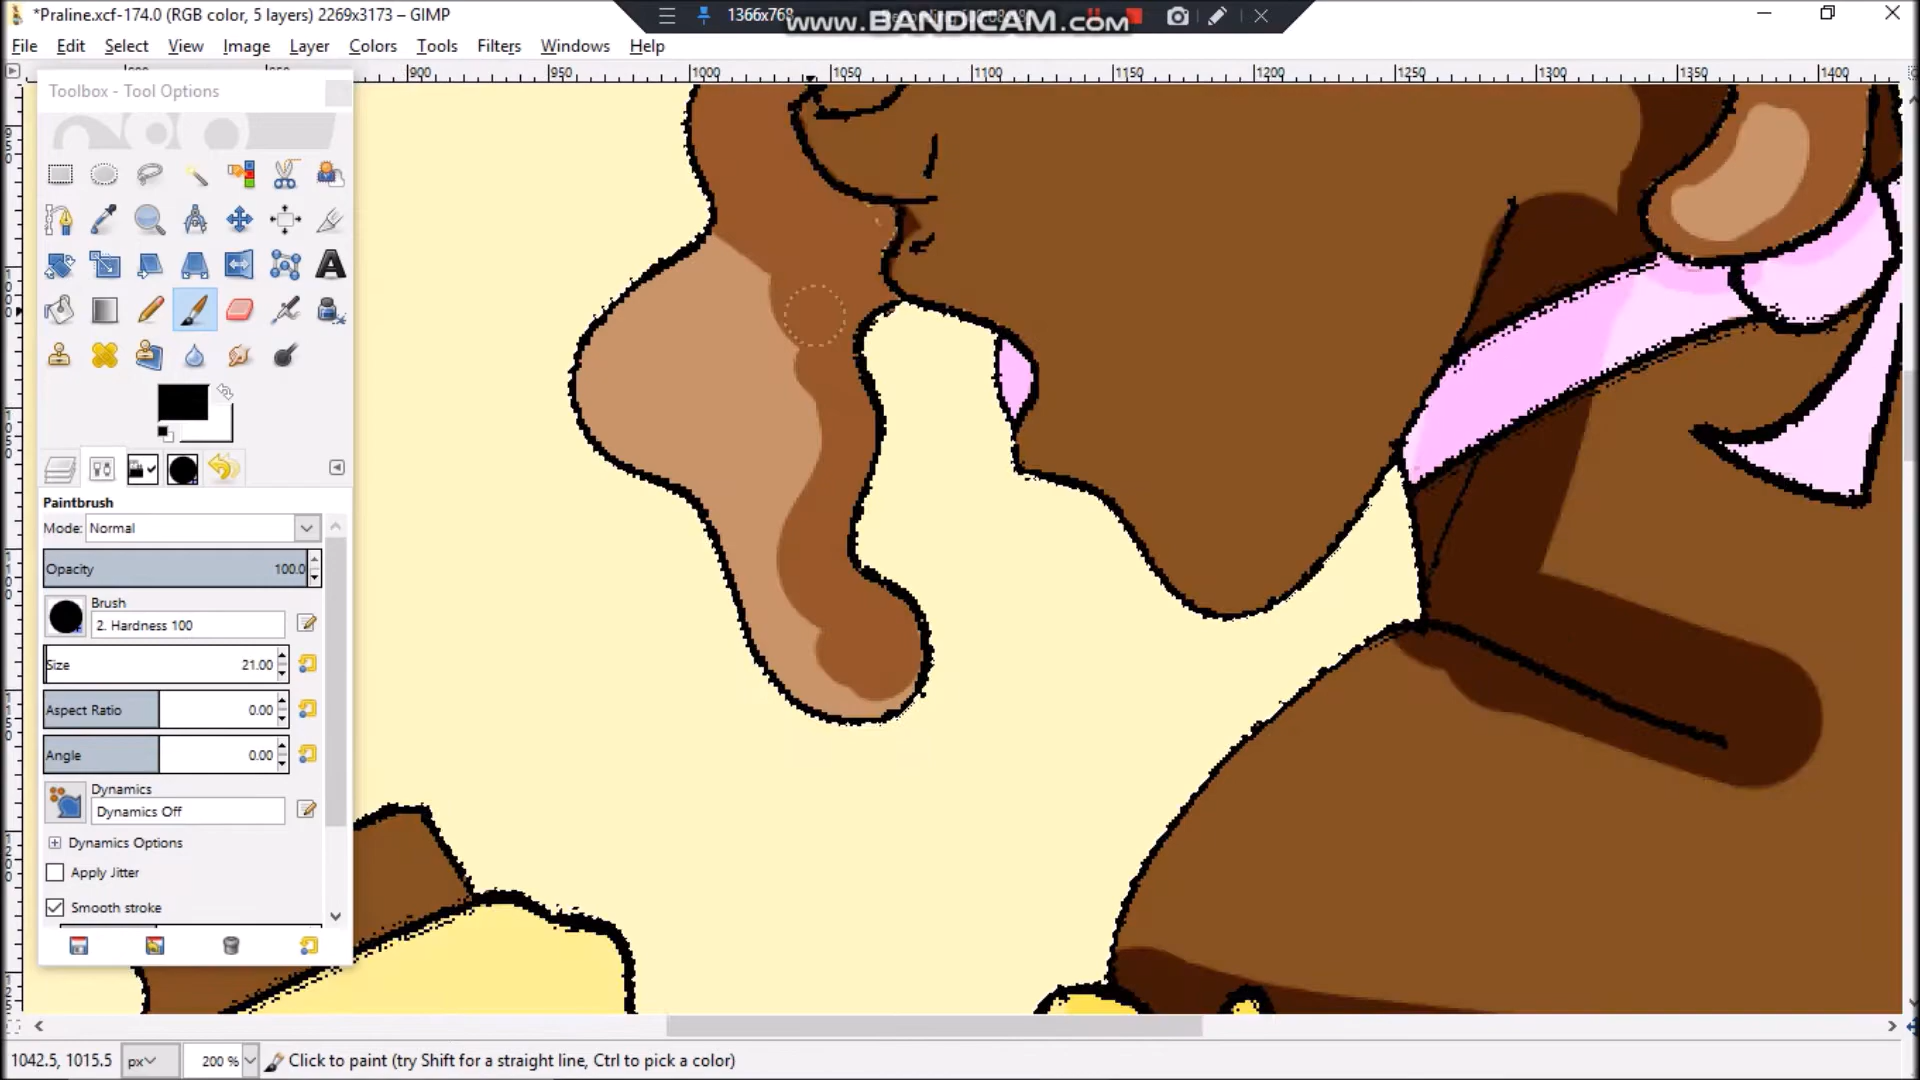 *Praline.xcf-174.0 (RGB color, 5 layers) 2269x3173 – GIMP
1366x768
www.BANDICAM.com
File Edit Select View Image Layer Colors Tools Filters Windows Help
900 950 1000 1050 1100 1150 1200 1250 1300 1350 1400
Toolbox - Tool Options
Paintbrush
Mode: Normal
Opacity 100.0
Brush
2. Hardness 100
Size 21.00
Aspect Ratio 0.00
Angle 0.00
Dynamics
Dynamics Off
Dynamics Options
Apply Jitter
Smooth stroke
1042.5, 1015.5 px 200 % Click to paint (try Shift for a straight line, Ctrl to pick a color)